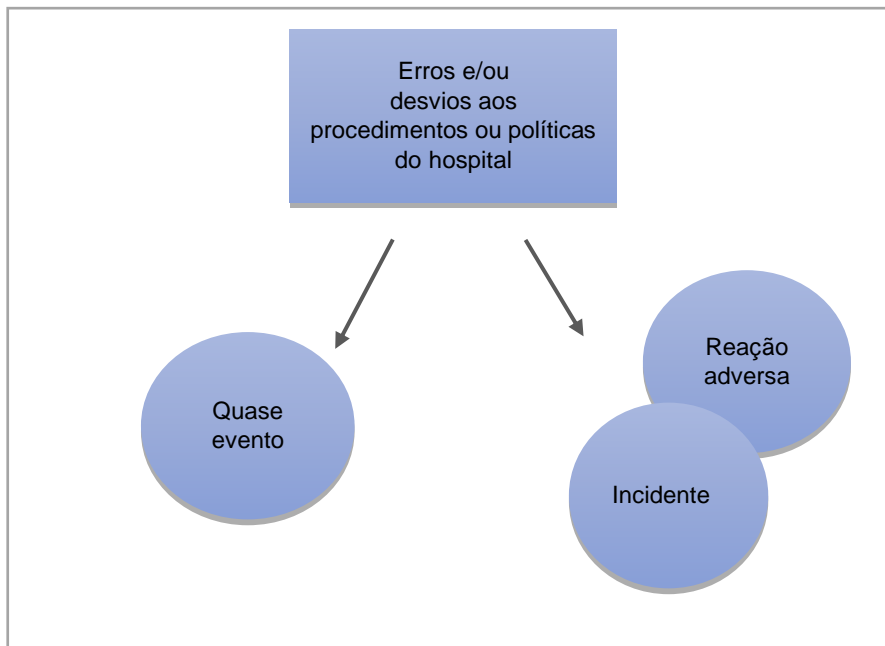 Erros e/ou
desvios aos
procedimentos ou políticas
do hospital
Reação
adversa
Quase
evento
Incidente